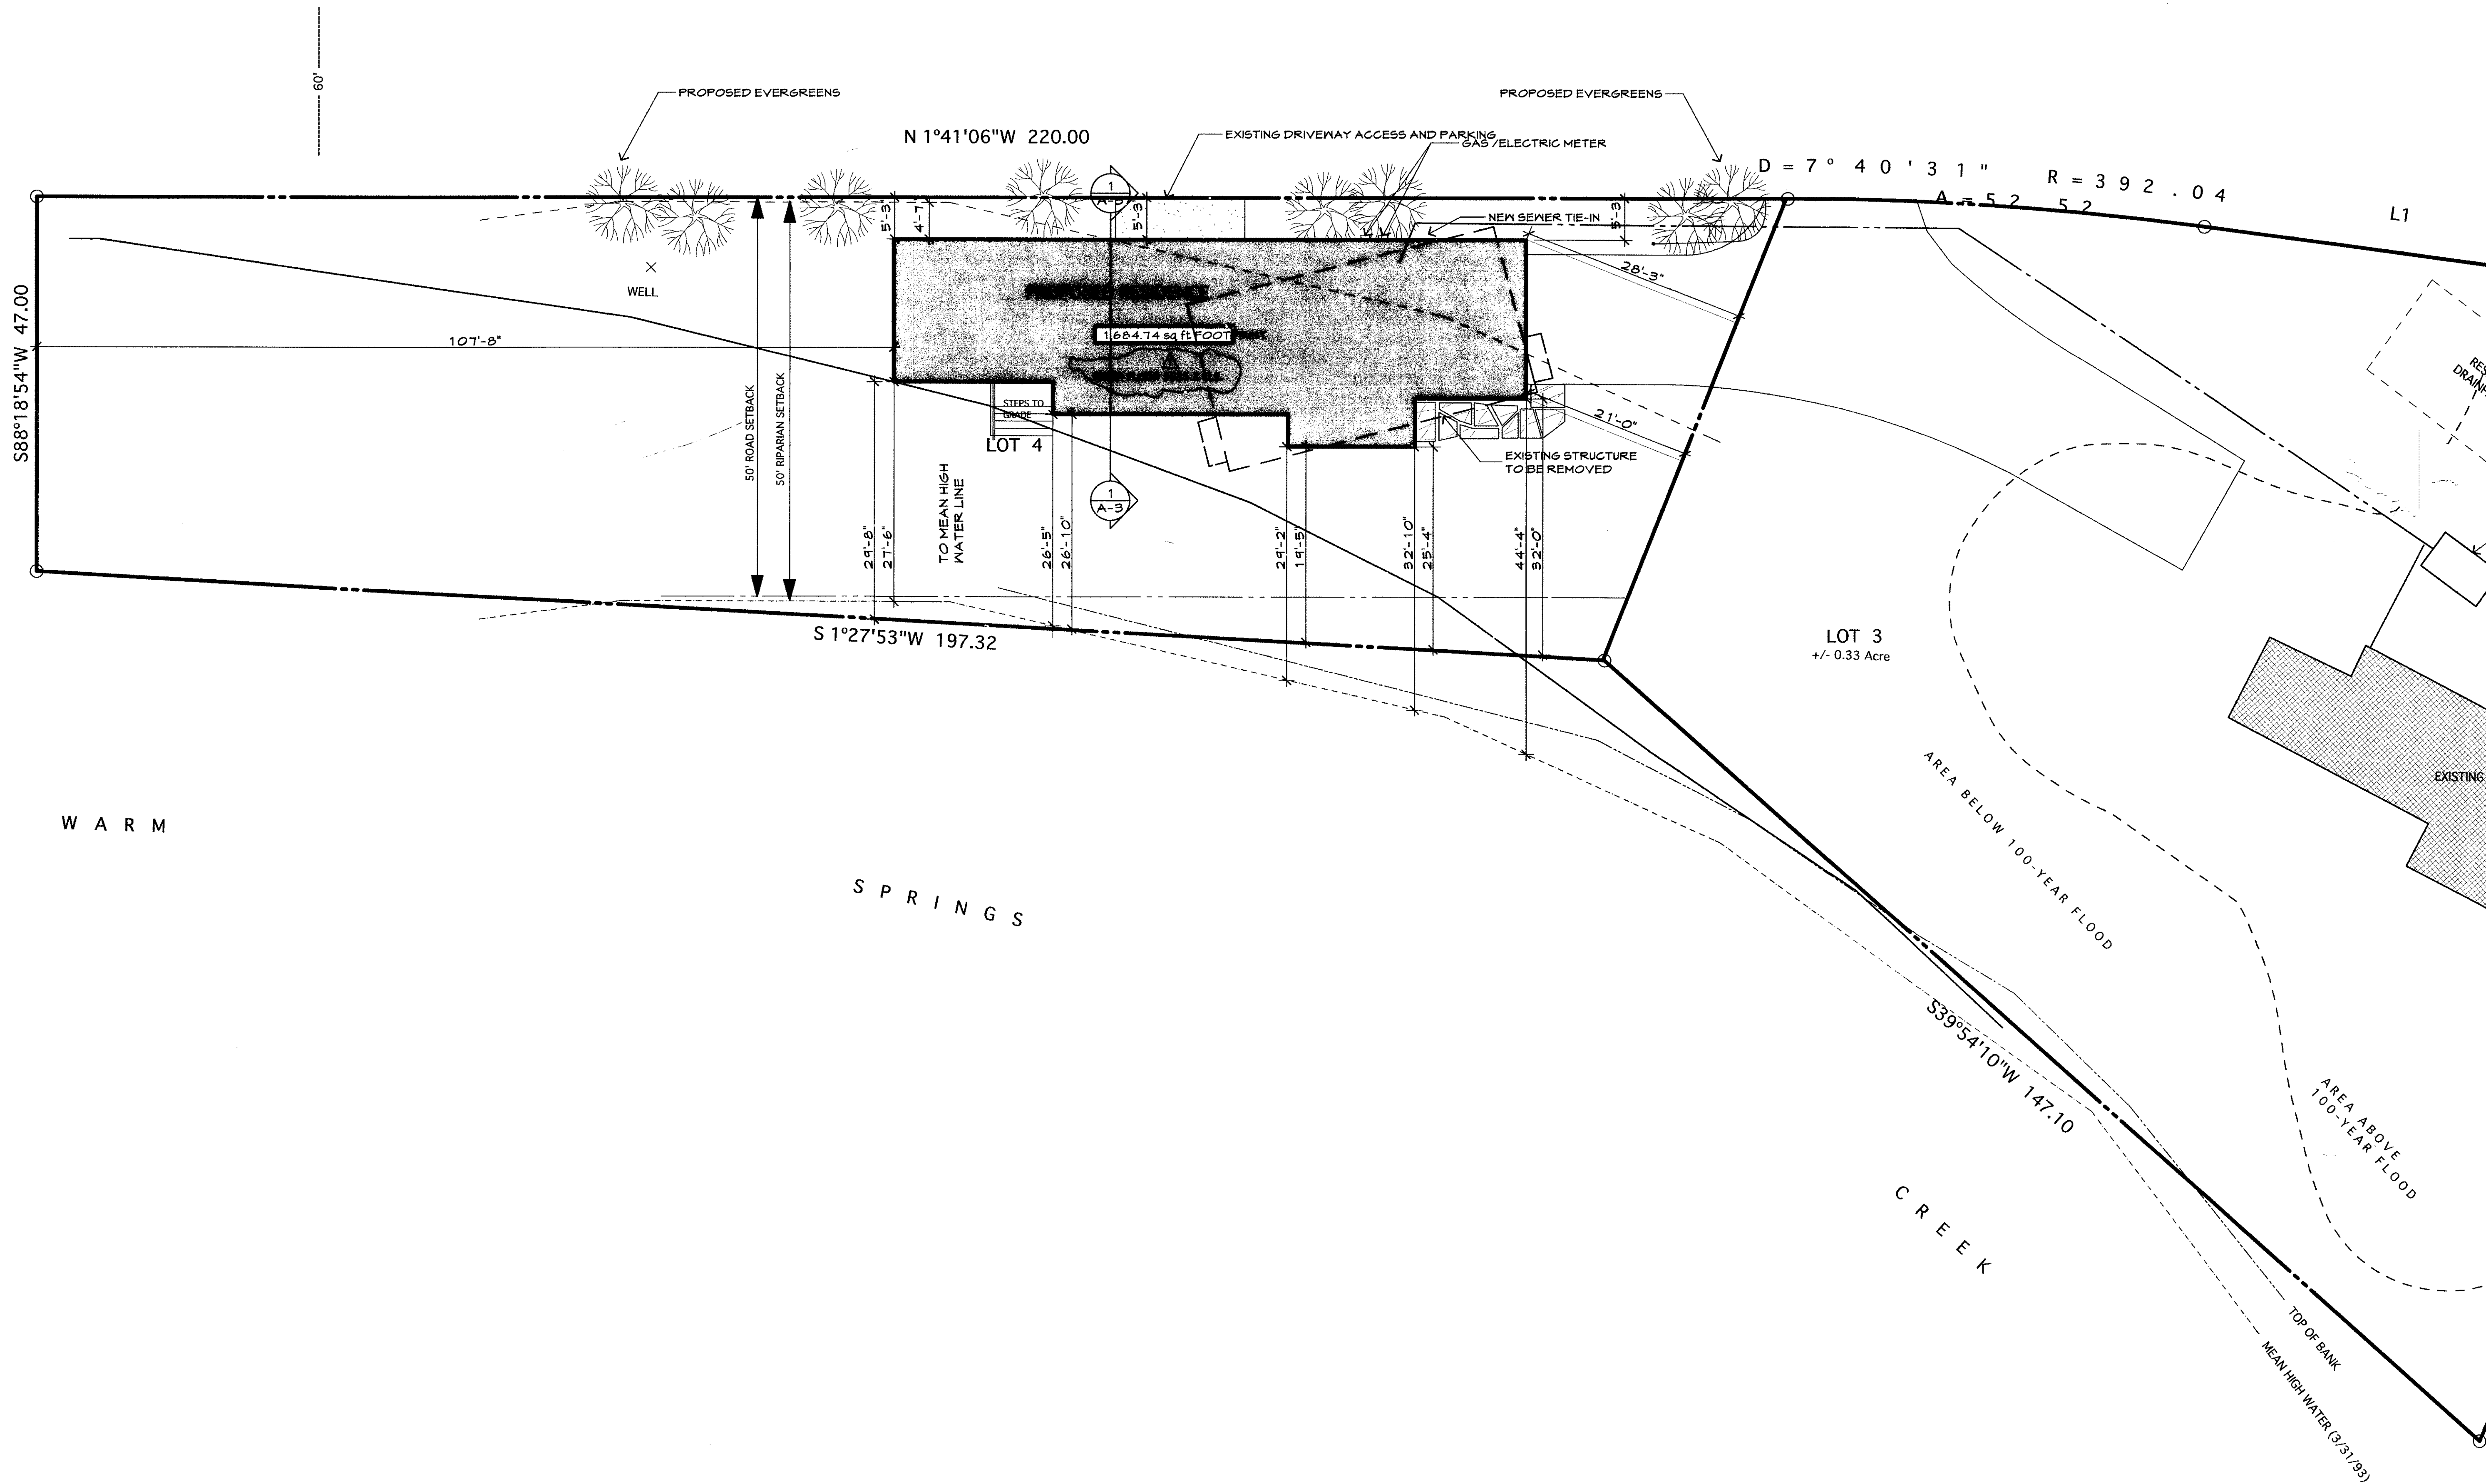 60'
PROPOSED EVERGREENS
PROPOSED EVERGREENS
N 1°41'06"W 220.00
EXISTING DRIVEWAY ACCESS AND PARKING
GAS /ELECTRIC METER
D = 7° 40'31"
R = 392.04
A = 52.52
L1
1
5'-3"
4'-7"
5'-3"
NEW SEWER TIE-IN
5'-3"
WELL
28'-3"
PROPOSED RESIDENCE
S88°18'54"W 47.00
107'-8"
1,684.74 sq ft FOOTPRINT
50' ROAD SETBACK
50' RIPARIAN SETBACK
STEPS TO
GRADE
LOT 4
21'-0"
EXISTING STRUCTURE
TO BE REMOVED
1
A-3
TO MEAN HIGH
WATER LINE
29'-8"
27'-6"
26'-5"
26'-10"
29'-2"
19'-5"
32'-10"
25'-4"
44'-4"
32'-0"
S 1°27'53"W 197.32
LOT 3
+/- 0.33 Acre
EXISTING
WARM
SPRINGS
CREEK
AREA BELOW 100-YEAR FLOOD
S39°54'10"W 147.10
AREA ABOVE
100-YEAR FLOOD
TOP OF BANK
MEAN HIGH WATER (3/31/93)